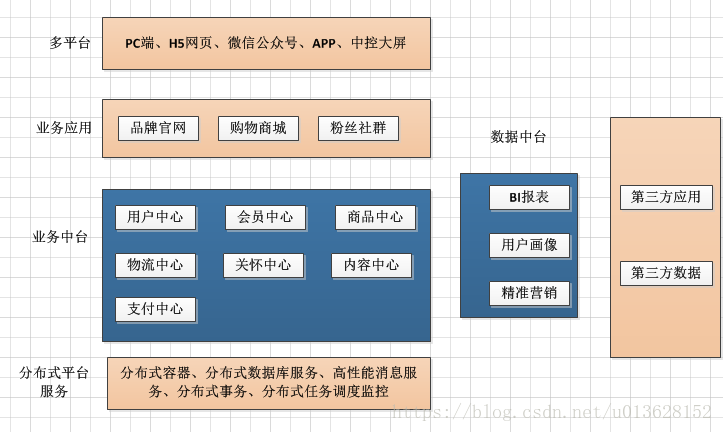 多平台
PC端、H5网页、微信公众号、APP、中控大屏
业务应用
品牌官网
购物商城
粉丝社群
业务中台
用户中心
会员中心
商品中心
物流中心
关怀中心
内容中心
支付中心
数据中台
BI报表
用户画像
精准营销
第三方应用
第三方数据
分布式平台
服务
分布式容器、分布式数据库服务、高性能消息服
务、分布式事务、分布式任务调度监控
https://blog.csdn.net/u013628152